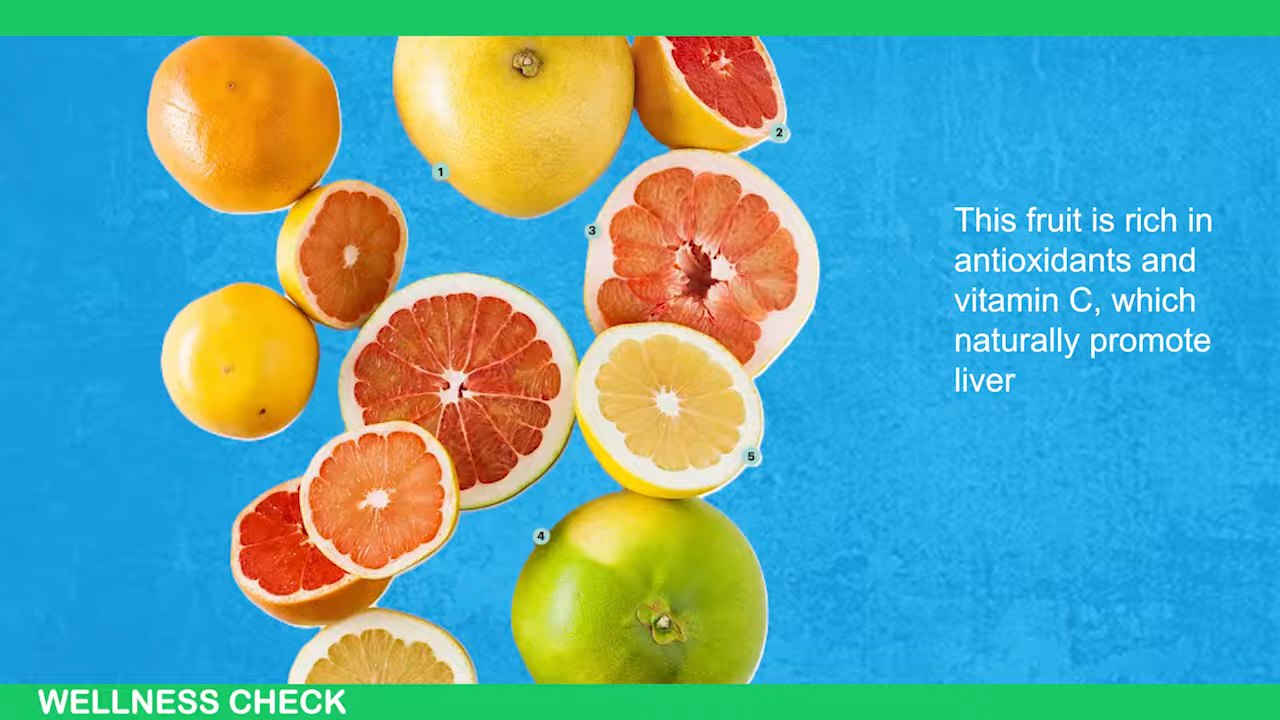 1
2
3
This fruit is rich in
antioxidants and
vitamin C, which
naturally promote
liver
5
4
WELLNESS CHECK